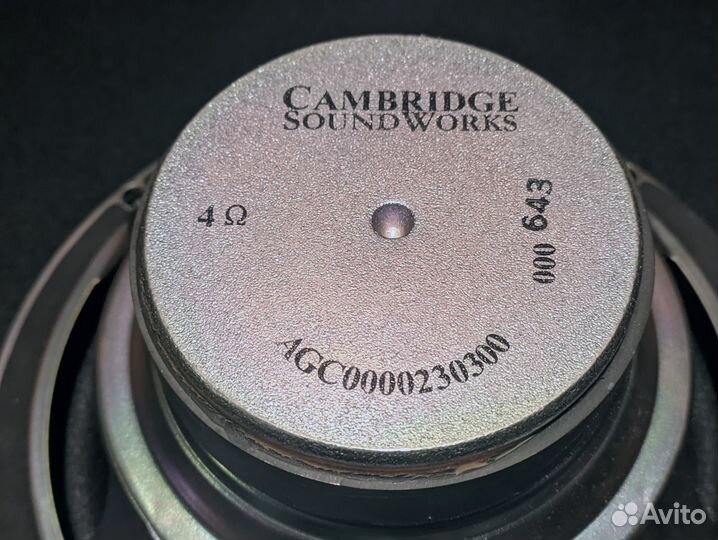 CAMBRIDGE
SOUNDWORKS
4 Ω
000 643
AGC0000230300
Avito